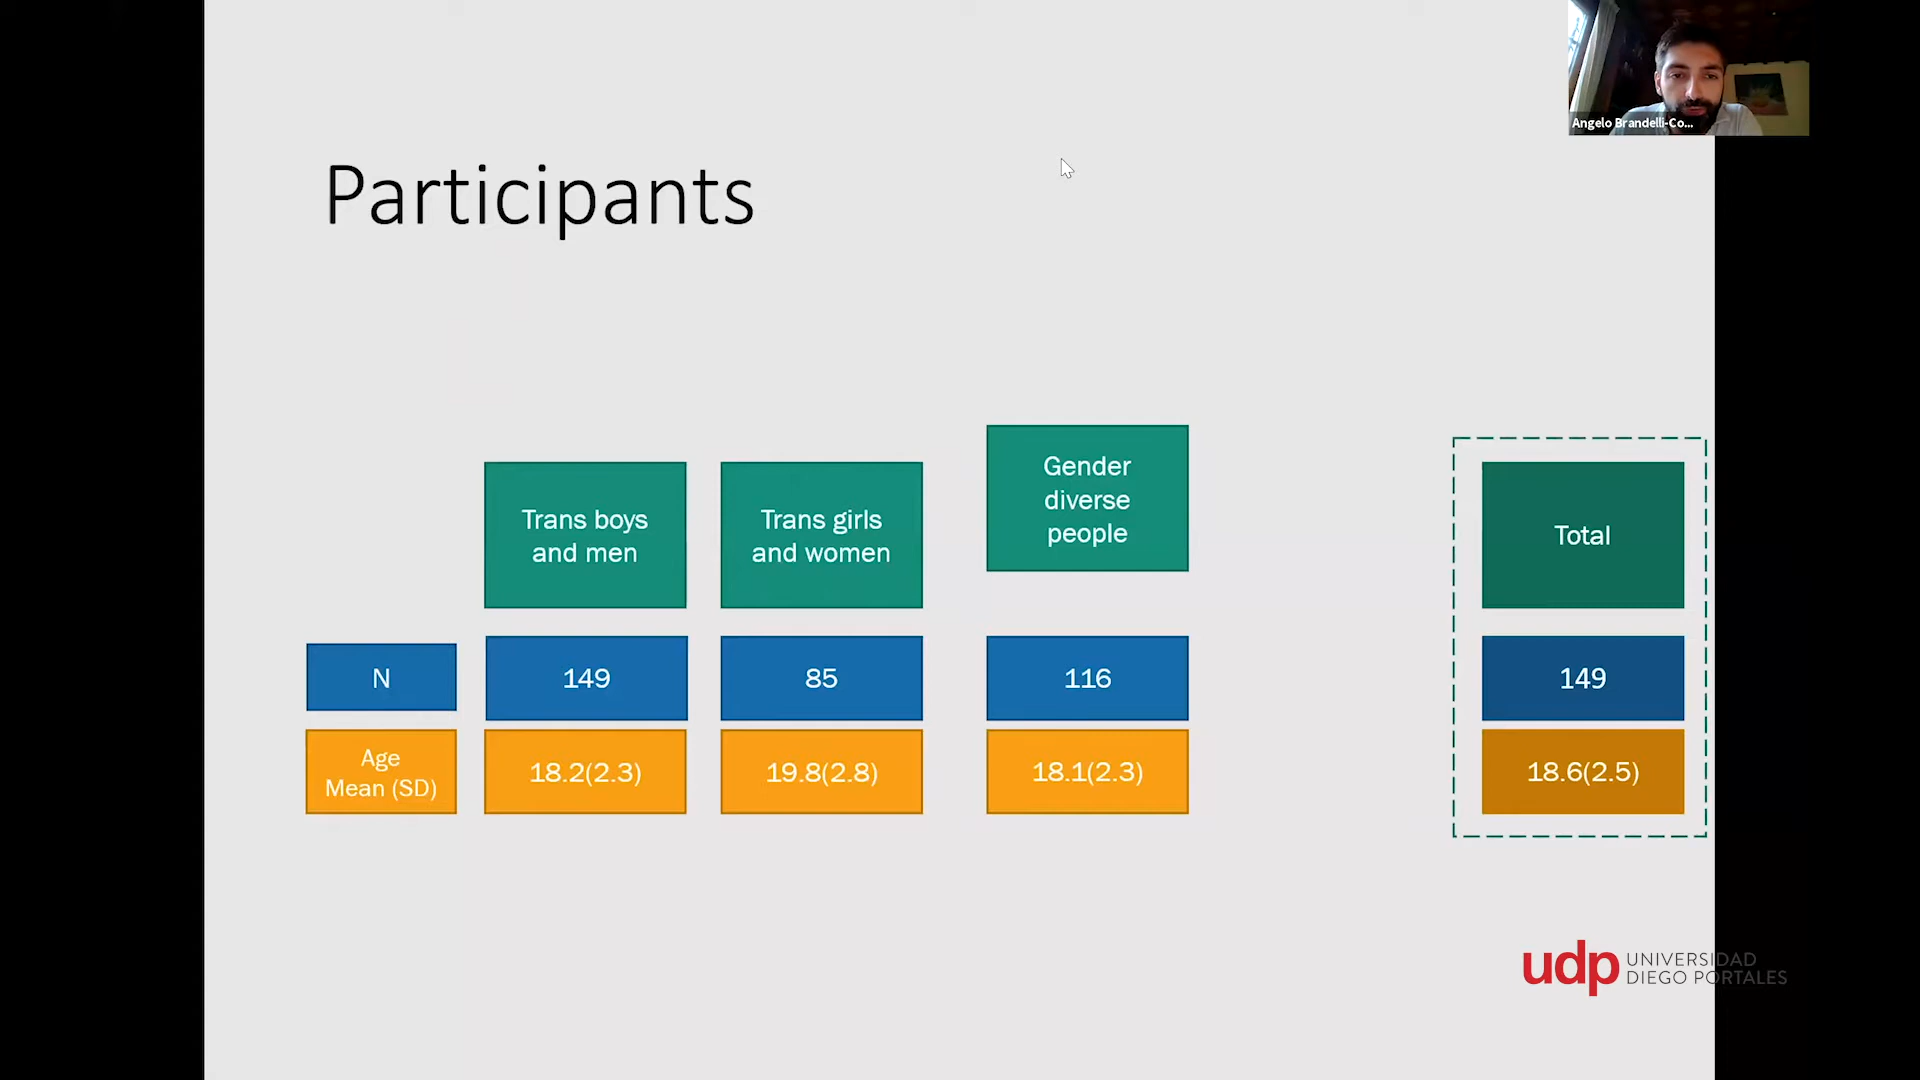 Angelo Brandelli-Co...
Participants
Trans boys
and men
Trans girls
and women
Gender
diverse
people
Total
N
149
85
116
149
Age
Mean (SD)
18.2(2.3)
19.8(2.8)
18.1(2.3)
18.6(2.5)
udp
UNIVERSIDAD
DIEGO PORTALES